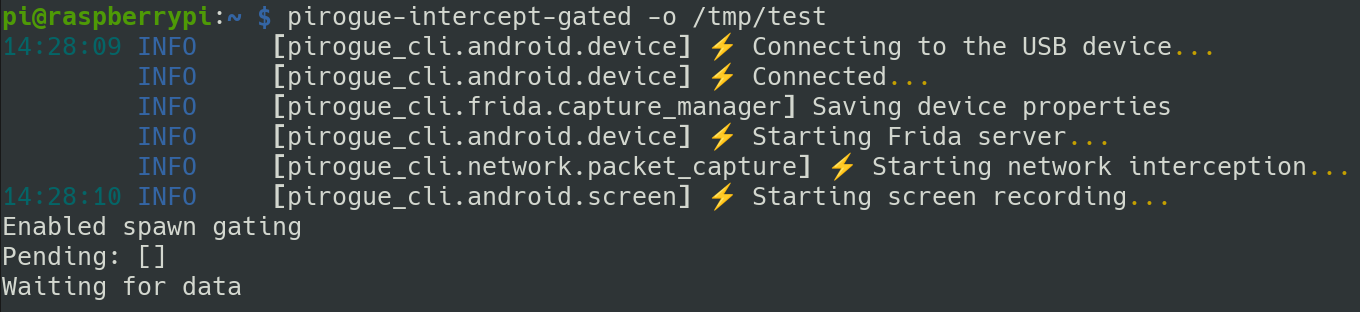 pi@raspberrypi:~ $ pirogue-intercept-gated -o /tmp/test
14:28:09 INFO [pirogue_cli.android.device] ⚡ Connecting to the USB device...
INFO [pirogue_cli.android.device] ⚡ Connected...
INFO [pirogue_cli.frida.capture_manager] Saving device properties
INFO [pirogue_cli.android.device] ⚡ Starting Frida server...
INFO [pirogue_cli.network.packet_capture] ⚡ Starting network interception...
14:28:10 INFO [pirogue_cli.android.screen] ⚡ Starting screen recording...
Enabled spawn gating
Pending: []
Waiting for data